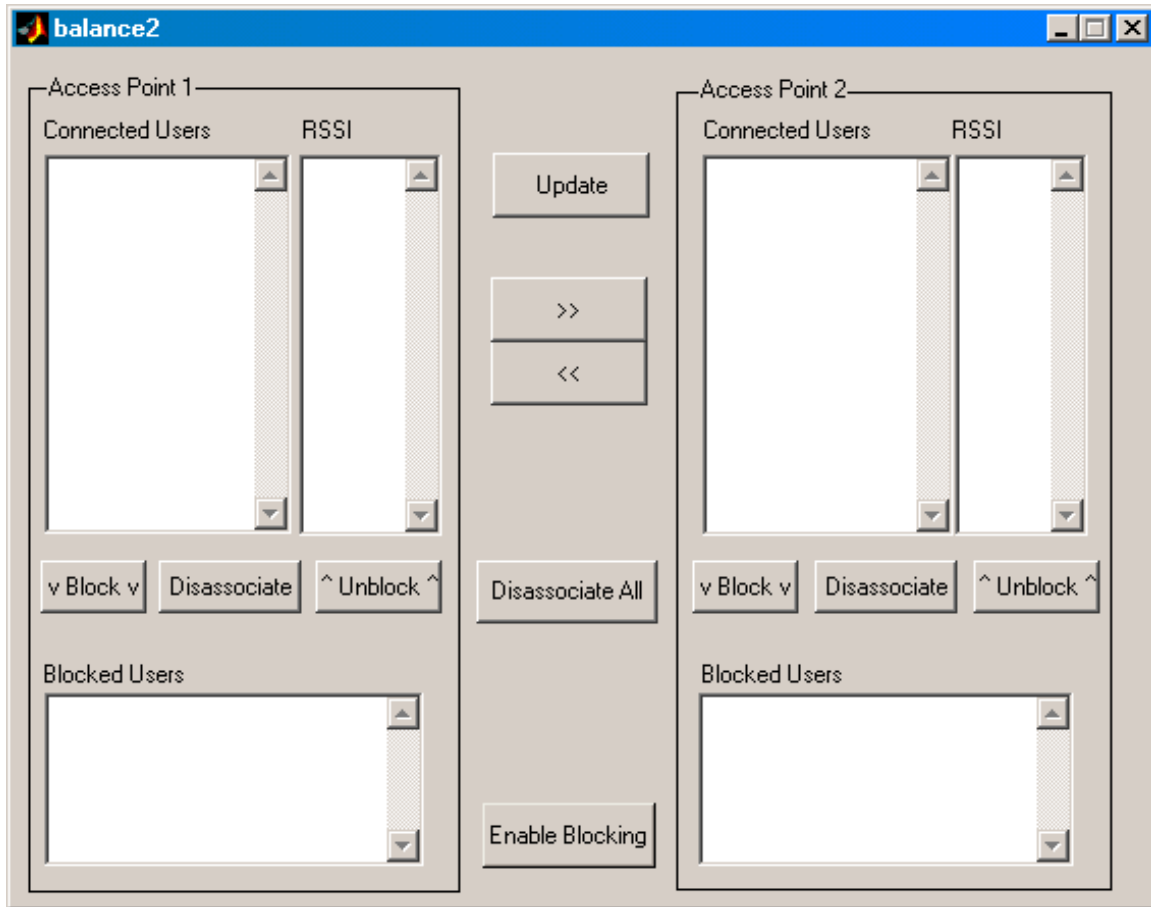 balance2
Access Point 1
Connected Users RSSI
v Block v Disassociate ^ Unblock ^
Blocked Users
Update
>>
<<
Disassociate All
Enable Blocking
Access Point 2
Connected Users RSSI
v Block v Disassociate ^ Unblock ^
Blocked Users